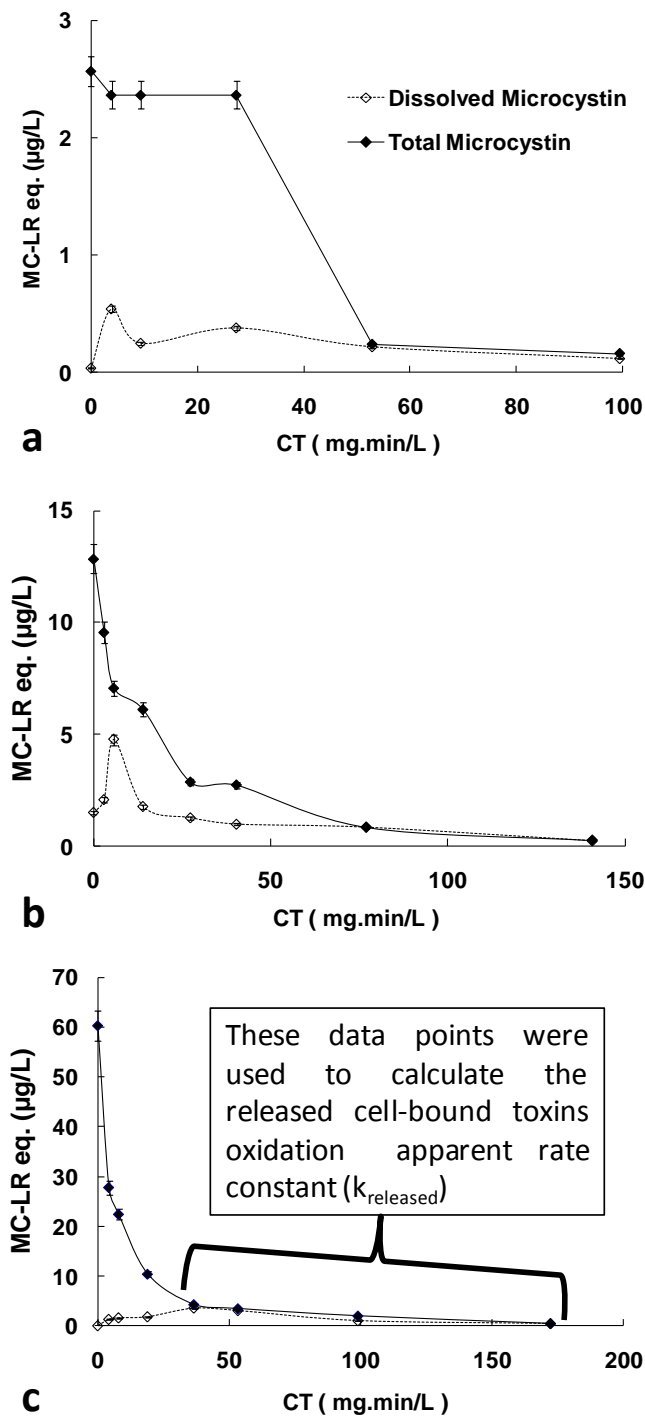 3
2
1
0
MC-LR eq. (µg/L)
Dissolved Microcystin
Total Microcystin
0 20 40 60 80 100
CT ( mg.min/L )
a
15
10
5
0
MC-LR eq. (µg/L)
0 50 100 150
CT ( mg.min/L )
b
70
60
50
40
30
20
10
0
MC-LR eq. (µg/L)
These data points were
used to calculate the
released cell-bound toxins
oxidation apparent rate
constant (kreleased)
0 50 100 150 200
CT ( mg.min/L )
c